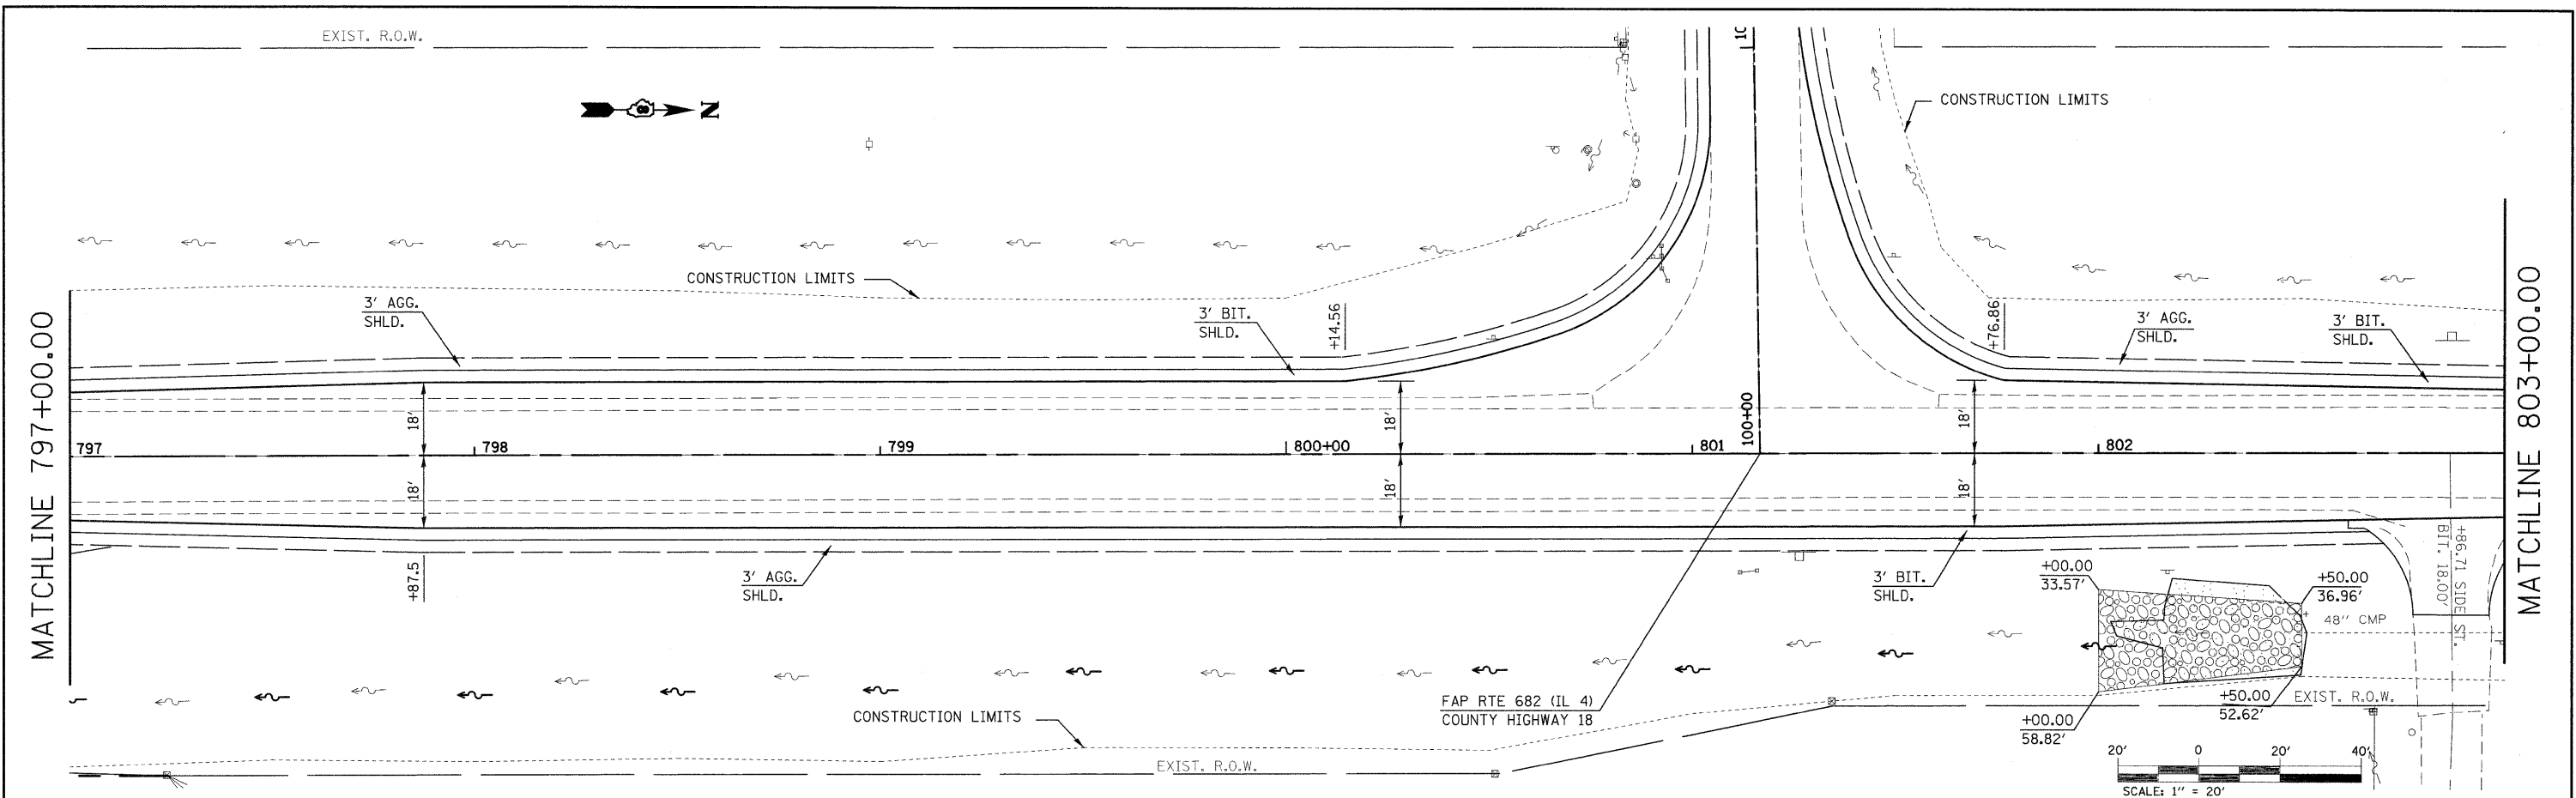 EXIST. R.O.W.
10
N
CONSTRUCTION LIMITS
CONSTRUCTION LIMITS
3' AGG.
SHLD.
3' BIT.
SHLD.
+14.56
+76.86
3' AGG.
SHLD.
3' BIT.
SHLD.
MATCHLINE 797+00.00
MATCHLINE 803+00.00
18'
18'
18'
100+00
797
798
799
800+00
801
802
18'
18'
18'
+87.5
3' AGG.
SHLD.
3' BIT.
SHLD.
+00.00
33.57'
+50.00
36.96'
48" CMP
+86.71 SIDE ST.
BIT. 18.00'
FAP RTE 682 (IL 4)
COUNTY HIGHWAY 18
+50.00
52.62'
EXIST. R.O.W.
+00.00
58.82'
CONSTRUCTION LIMITS
EXIST. R.O.W.
20'
0
20'
40'
SCALE: 1" = 20'